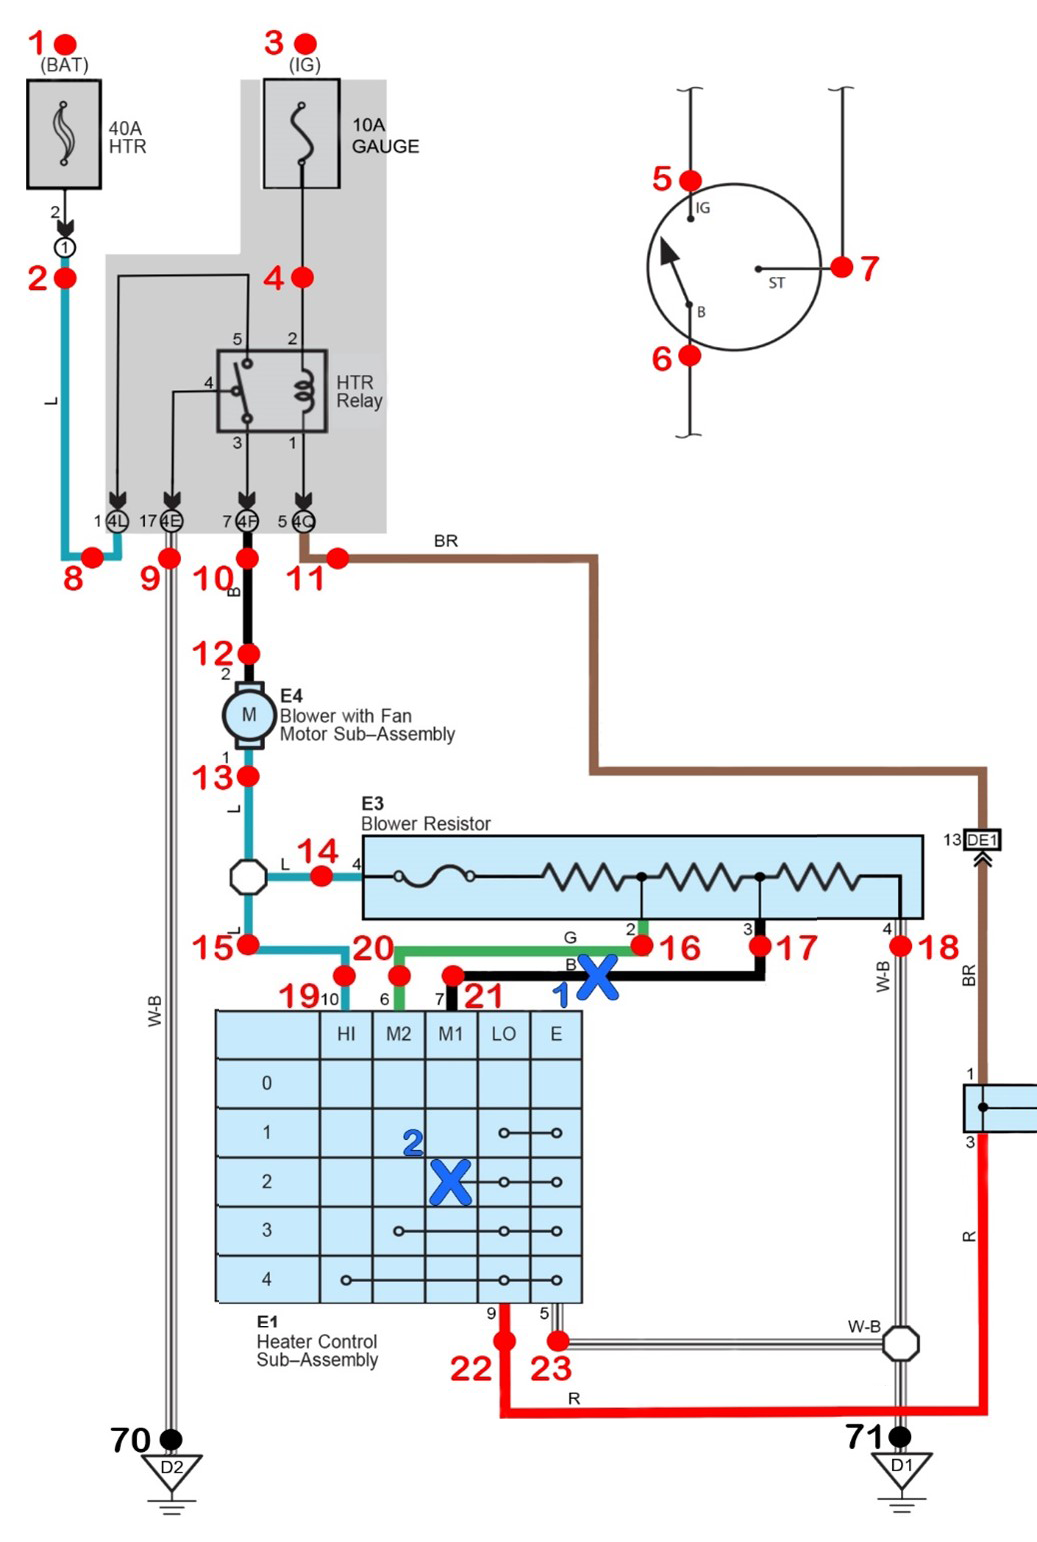 1
(BAT)
3
(IG)
40A
HTR
10A
GAUGE
5
IG
2
1
2
4
7
ST
B
6
5
2
L
4
HTR
Relay
3
1
1 4L
17 4E
7 4F
5 4Q
BR
8
9
10
11
B
12
2
M
E4
Blower with Fan
Motor Sub–Assembly
1
13
L
E3
Blower Resistor
13 DE1
14
L
4
2
3
4
L
15
20
G
16
17
18
B
1
W-B
BR
19
10
6
7
21
W-B
HI M2 M1 LO E
0
1
2
2
3
4
1
3
R
9
5
E1
Heater Control
Sub–Assembly
22
23
W-B
R
70
D2
71
D1